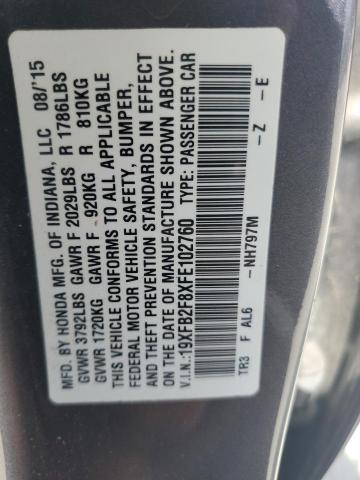 MFD. BY HONDA MFG. OF INDIANA, LLC 08/'15
GVWR 3792LBS GAWR F 2029LBS R 1786LBS
GVWR 1720KG GAWR F 920KG R 810KG
THIS VEHICLE CONFORMS TO ALL APPLICABLE
FEDERAL MOTOR VEHICLE SAFETY, BUMPER,
AND THEFT PREVENTION STANDARDS IN EFFECT
ON THE DATE OF MANUFACTURE SHOWN ABOVE.
V.I.N.:19XFB2F8XFE102760 TYPE: PASSENGER CAR
NH797M Z E
TR3 F AL6